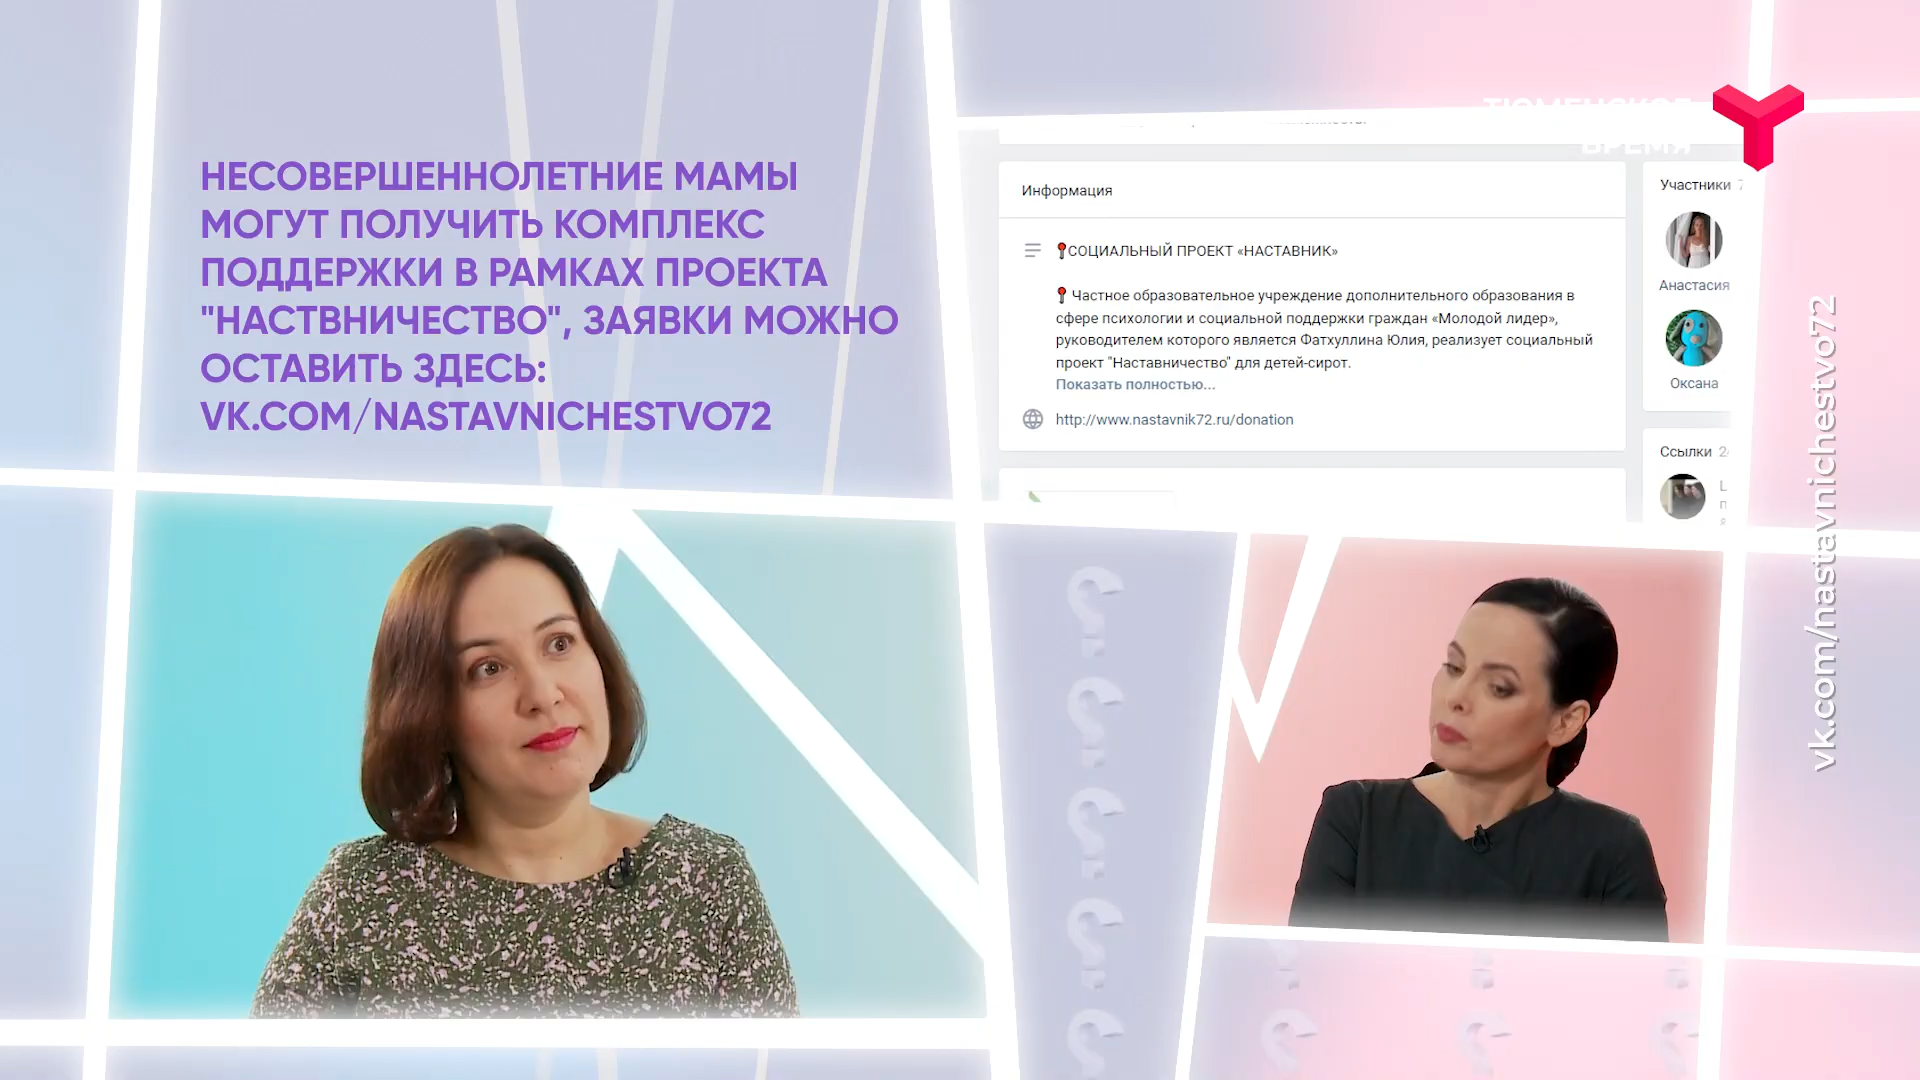 НЕСОВЕРШЕННОЛЕТНИЕ МАМЫ
МОГУТ ПОЛУЧИТЬ КОМПЛЕКС
ПОДДЕРЖКИ В РАМКАХ ПРОЕКТА
"НАСТВНИЧЕСТВО", ЗАЯВКИ МОЖНО
ОСТАВИТЬ ЗДЕСЬ:
VK.COM/NASTAVNICHESTVO72
ТЮМЕНСКОЕ
ВРЕМЯ
Информация
СОЦИАЛЬНЫЙ ПРОЕКТ «НАСТАВНИК»
Частное образовательное учреждение дополнительного образования в
сфере психологии и социальной поддержки граждан «Молодой лидер»,
руководителем которого является Фатхуллина Юлия, реализует социальный
проект "Наставничество" для детей-сирот.
Показать полностью...
http://www.nastavnik72.ru/donation
Участники
Анастасия
Оксана
Ссылки
vk.com/nastavnichestvo72